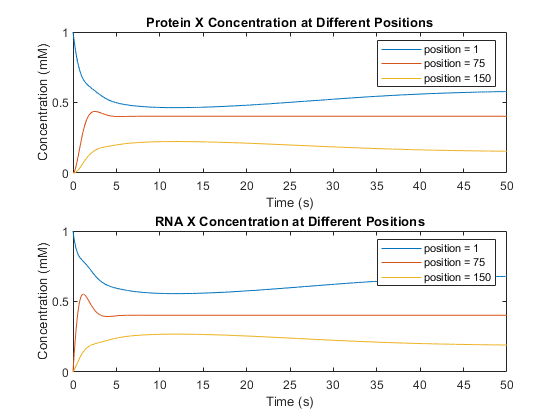 Protein X Concentration at Different Positions
Concentration (mM)
1
0.5
0
position = 1
position = 75
position = 150
0 5 10 15 20 25 30 35 40 45 50
Time (s)
RNA X Concentration at Different Positions
Concentration (mM)
1
0.5
0
position = 1
position = 75
position = 150
0 5 10 15 20 25 30 35 40 45 50
Time (s)